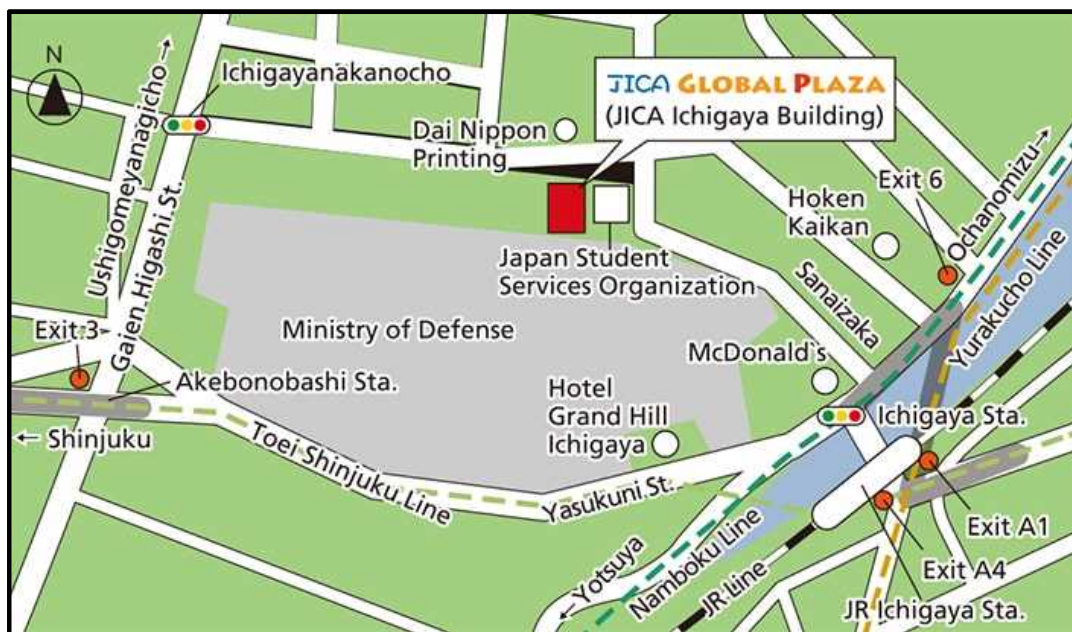 N
Ushigomeyanagicho →
Ichigayanakanocho
JICA GLOBAL PLAZA
(JICA Ichigaya Building)
Dai Nippon
Printing
Exit 6
Ochanomizu→
Hoken
Kaikan
Gaien Higashi St.
Japan Student
Services Organization
Sanaizaka
Yurakucho Line
Exit 3
Ministry of Defense
McDonald`s
Akebonobashi Sta.
Hotel
Grand Hill
Ichigaya
Ichigaya Sta.
← Shinjuku
Toei Shinjuku Line
Yasukuni St.
Exit A1
←Yotsuya
Namboku Line
JR Line
Exit A4
JR Ichigaya Sta.